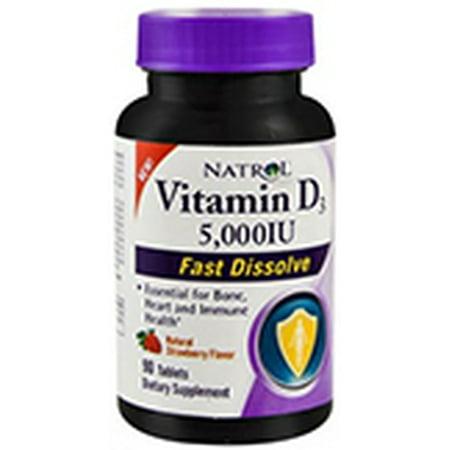 NEW!
NATROL
Vitamin D3
5,000IU
Fast Dissolve
• Essential for Bone,
Heart and Immune
Health*
Natural
Strawberry Flavor
90 Tablets
Dietary Supplement